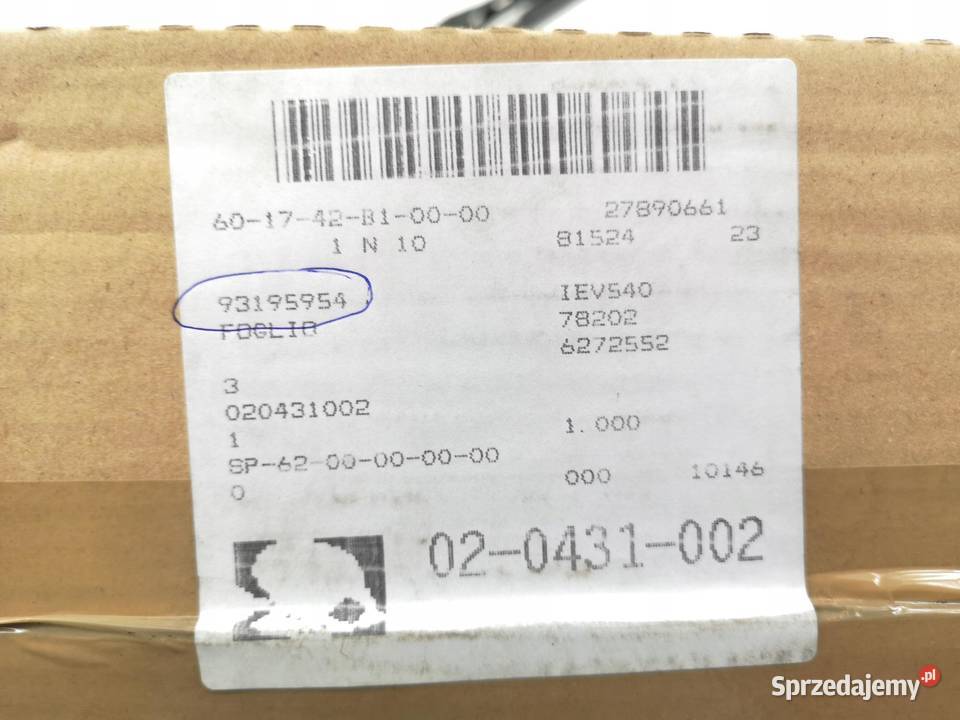 60-17-42-B1-00-00 27890661
1 N 10 81524 23
93195954 IEV540
FOGLIO 78202
6272552
3
020431002
1 1.000
SP-62-00-00-00-00
0 000 10146
02-0431-002
Sprzedajemy.pl